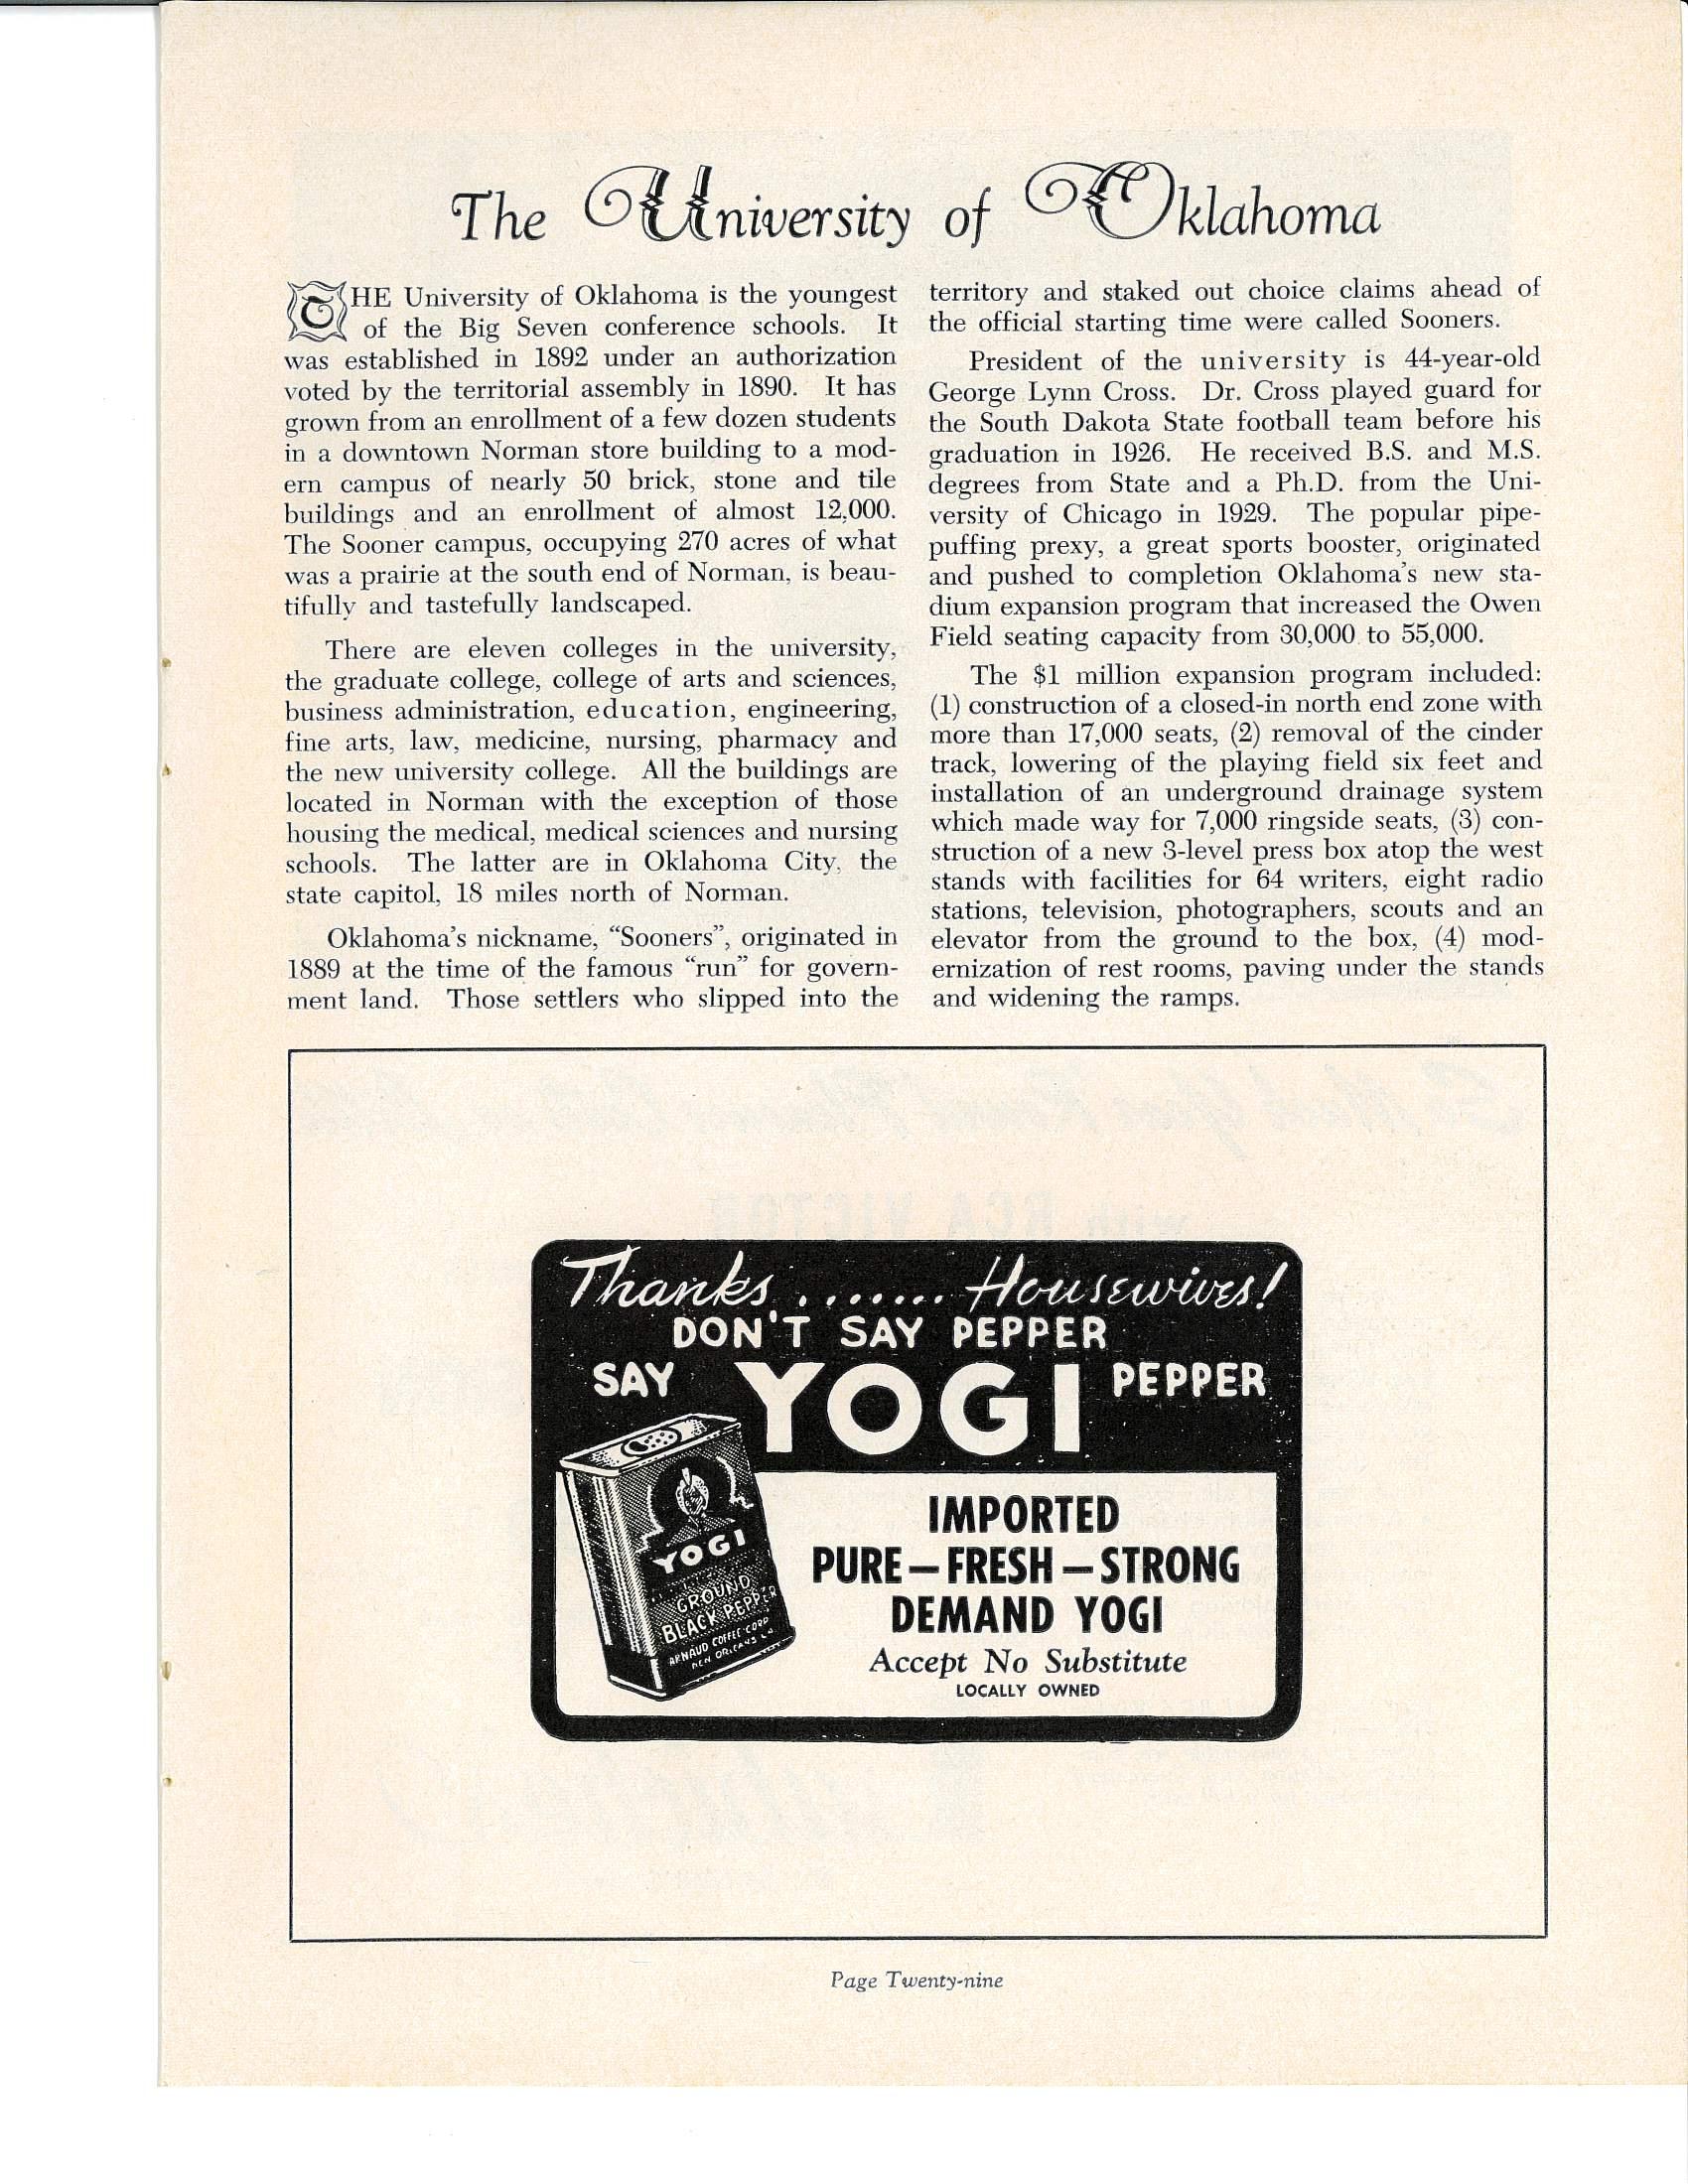 The University of Oklahoma
THE University of Oklahoma is the youngest
of the Big Seven conference schools. It
was established in 1892 under an authorization
voted by the territorial assembly in 1890. It has
grown from an enrollment of a few dozen students
in a downtown Norman store building to a mod-
ern campus of nearly 50 brick, stone and tile
buildings and an enrollment of almost 12,000.
The Sooner campus, occupying 270 acres of what
was a prairie at the south end of Norman, is beau-
tifully and tastefully landscaped.
There are eleven colleges in the university,
the graduate college, college of arts and sciences,
business administration, education, engineering,
fine arts, law, medicine, nursing, pharmacy and
the new university college. All the buildings are
located in Norman with the exception of those
housing the medical, medical sciences and nursing
schools. The latter are in Oklahoma City, the
state capitol, 18 miles north of Norman.
Oklahoma's nickname, "Sooners", originated in
1889 at the time of the famous "run" for govern-
ment land. Those settlers who slipped into the
territory and staked out choice claims ahead of
the official starting time were called Sooners.
President of the university is 44-year-old
George Lynn Cross. Dr. Cross played guard for
the South Dakota State football team before his
graduation in 1926. He received B.S. and M.S.
degrees from State and a Ph.D. from the Uni-
versity of Chicago in 1929. The popular pipe-
puffing prexy, a great sports booster, originated
and pushed to completion Oklahoma's new sta-
dium expansion program that increased the Owen
Field seating capacity from 30,000 to 55,000.
The $1 million expansion program included:
(1) construction of a closed-in north end zone with
more than 17,000 seats, (2) removal of the cinder
track, lowering of the playing field six feet and
installation of an underground drainage system
which made way for 7,000 ringside seats, (3) con-
struction of a new 3-level press box atop the west
stands with facilities for 64 writers, eight radio
stations, television, photographers, scouts and an
elevator from the ground to the box, (4) mod-
ernization of rest rooms, paving under the stands
and widening the ramps.
Thanks........Housewives!
DON'T SAY PEPPER
SAY YOGI PEPPER
YOGI
GROUND
BLACK PEPPER
ARNAUD COFFEE CORP
NEW ORLEANS LA.
IMPORTED
PURE—FRESH—STRONG
DEMAND YOGI
Accept No Substitute
LOCALLY OWNED
Page Twenty-nine